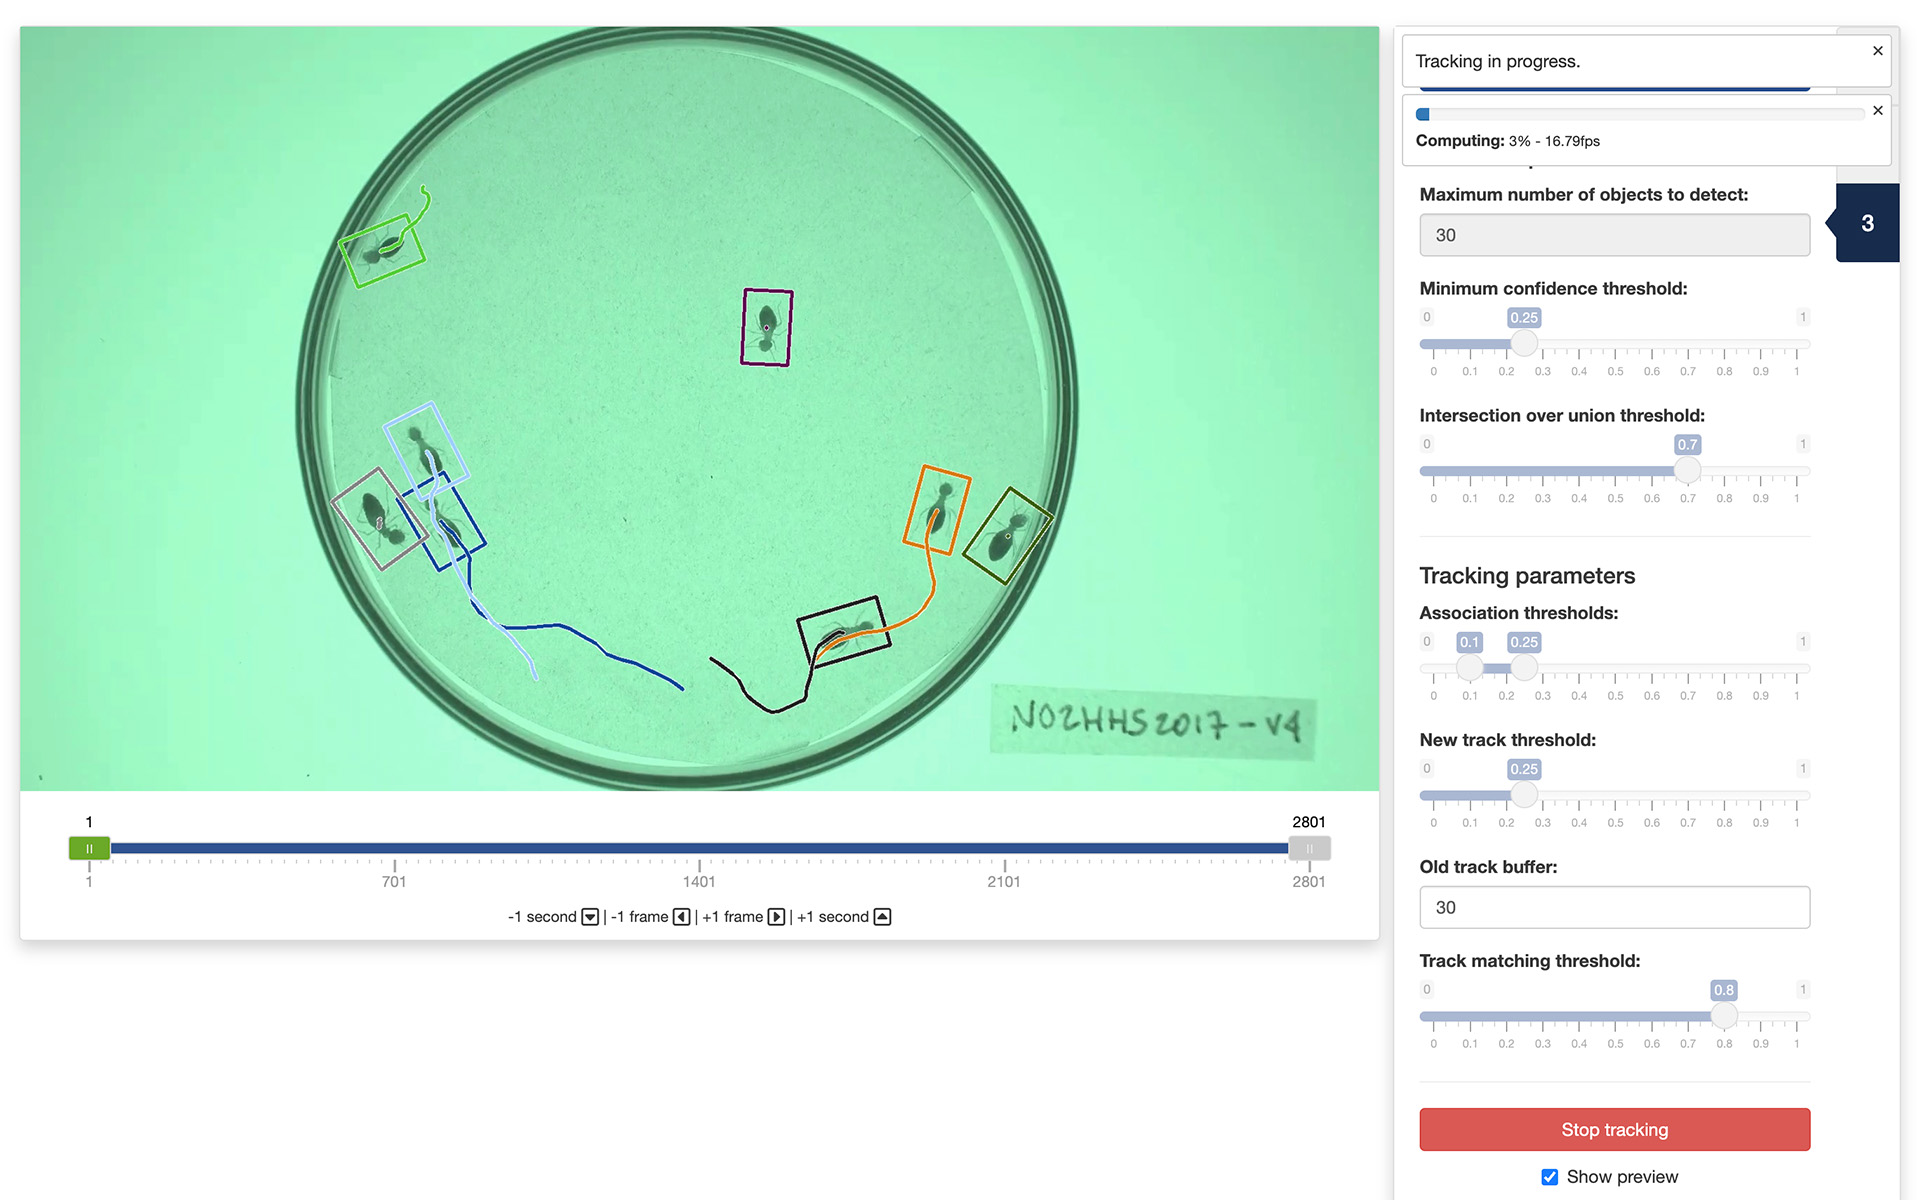 NO2HHS2017-V4
1
2801
1 701 1401 2101 2801
-1 second | -1 frame | +1 frame | +1 second
Tracking in progress.
Computing: 3% - 16.79fps
3
Maximum number of objects to detect:
30
Minimum confidence threshold:
0 0.25 1
0 0.1 0.2 0.3 0.4 0.5 0.6 0.7 0.8 0.9 1
Intersection over union threshold:
0 0.7 1
0 0.1 0.2 0.3 0.4 0.5 0.6 0.7 0.8 0.9 1
Tracking parameters
Association thresholds:
0 0.1 0.25 1
0 0.1 0.2 0.3 0.4 0.5 0.6 0.7 0.8 0.9 1
New track threshold:
0 0.25 1
0 0.1 0.2 0.3 0.4 0.5 0.6 0.7 0.8 0.9 1
Old track buffer:
30
Track matching threshold:
0 0.8 1
0 0.1 0.2 0.3 0.4 0.5 0.6 0.7 0.8 0.9 1
Stop tracking
Show preview